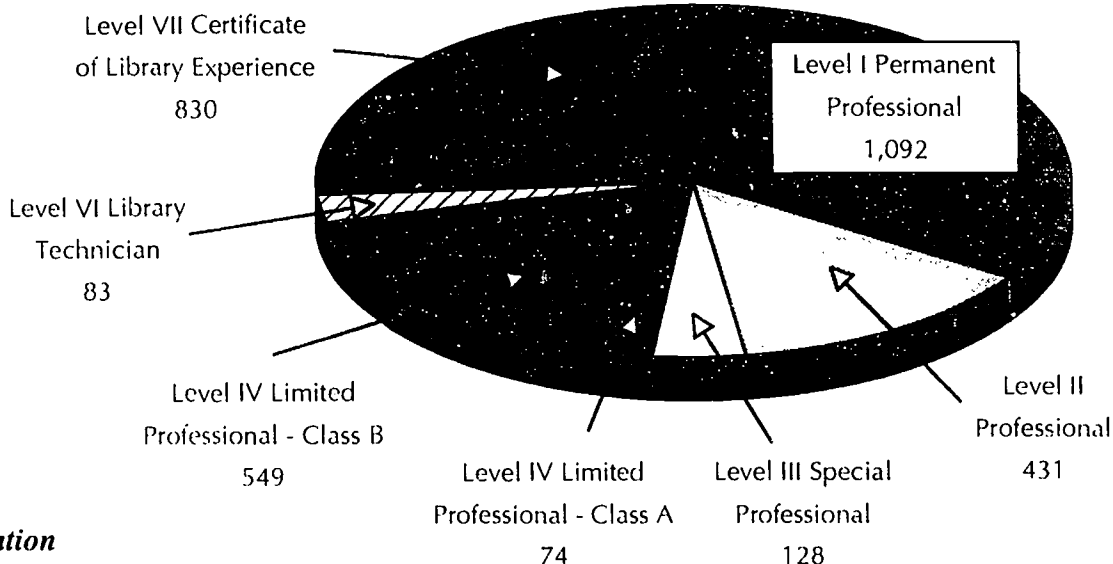 Level VII Certificate
of Library Experience
830
Level I Permanent
Professional
1,092
Level VI Library
Technician
83
Level IV Limited
Professional - Class B
549
Level IV Limited
Professional - Class A
74
Level III Special
Professional
128
Level II
Professional
431